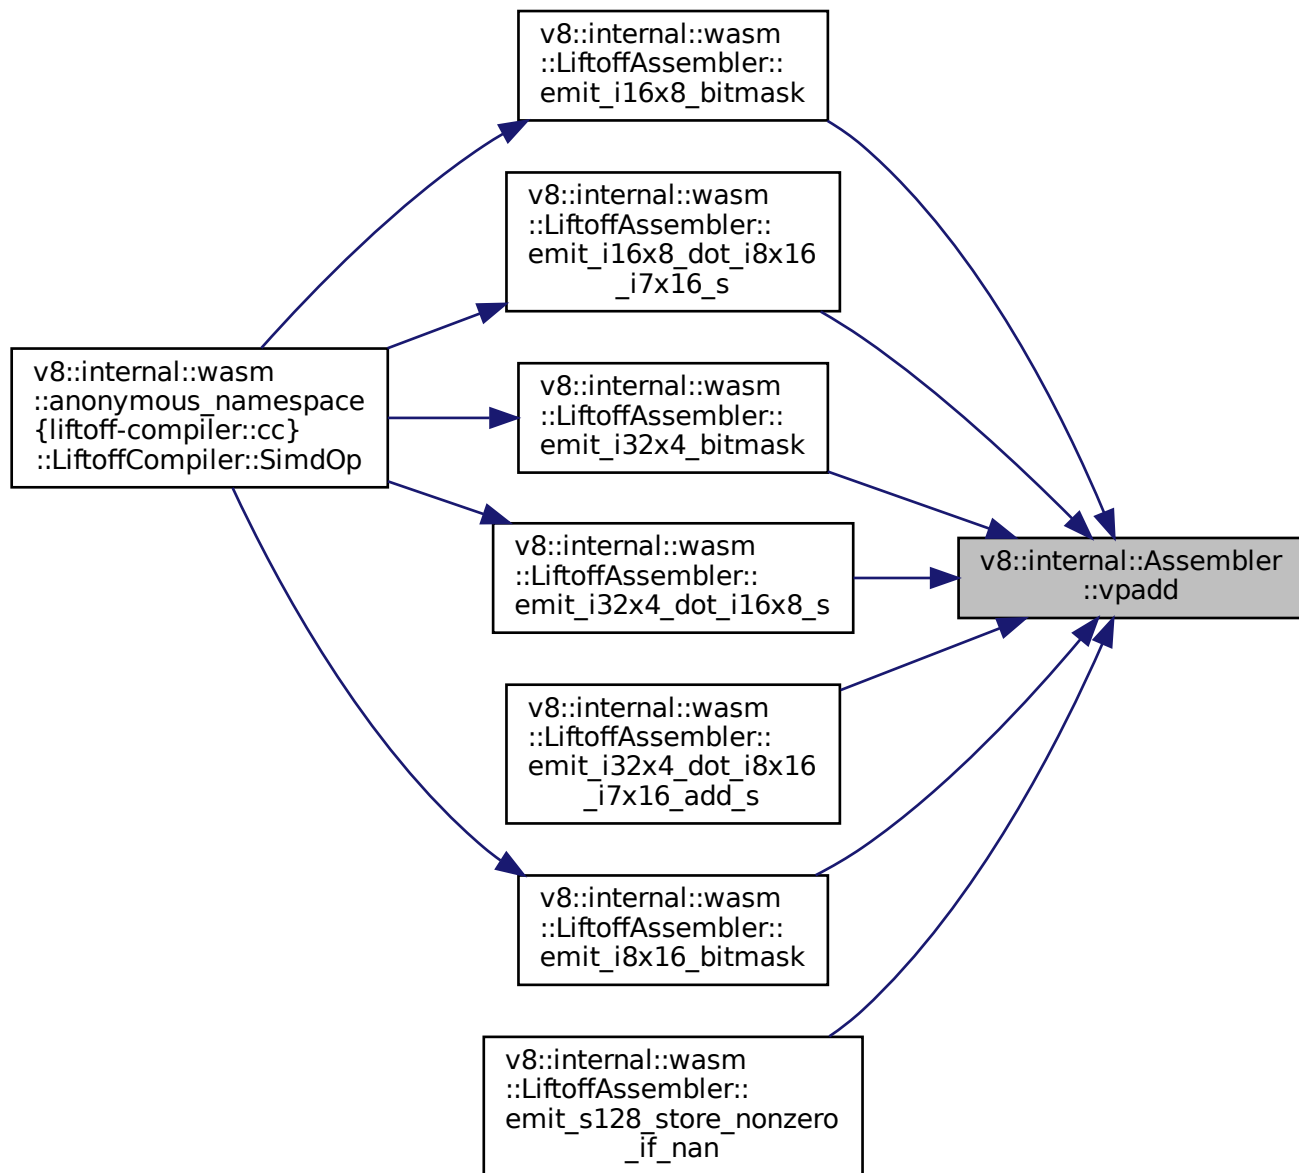 v8::internal::wasm
::LiftoffAssembler::
emit_i16x8_bitmask
v8::internal::wasm
::LiftoffAssembler::
emit_i16x8_dot_i8x16
_i7x16_s
v8::internal::wasm
::anonymous_namespace
{liftoff-compiler::cc}
::LiftoffCompiler::SimdOp
v8::internal::wasm
::LiftoffAssembler::
emit_i32x4_bitmask
v8::internal::wasm
::LiftoffAssembler::
emit_i32x4_dot_i16x8_s
v8::internal::Assembler
::vpadd
v8::internal::wasm
::LiftoffAssembler::
emit_i32x4_dot_i8x16
_i7x16_add_s
v8::internal::wasm
::LiftoffAssembler::
emit_i8x16_bitmask
v8::internal::wasm
::LiftoffAssembler::
emit_s128_store_nonzero
_if_nan